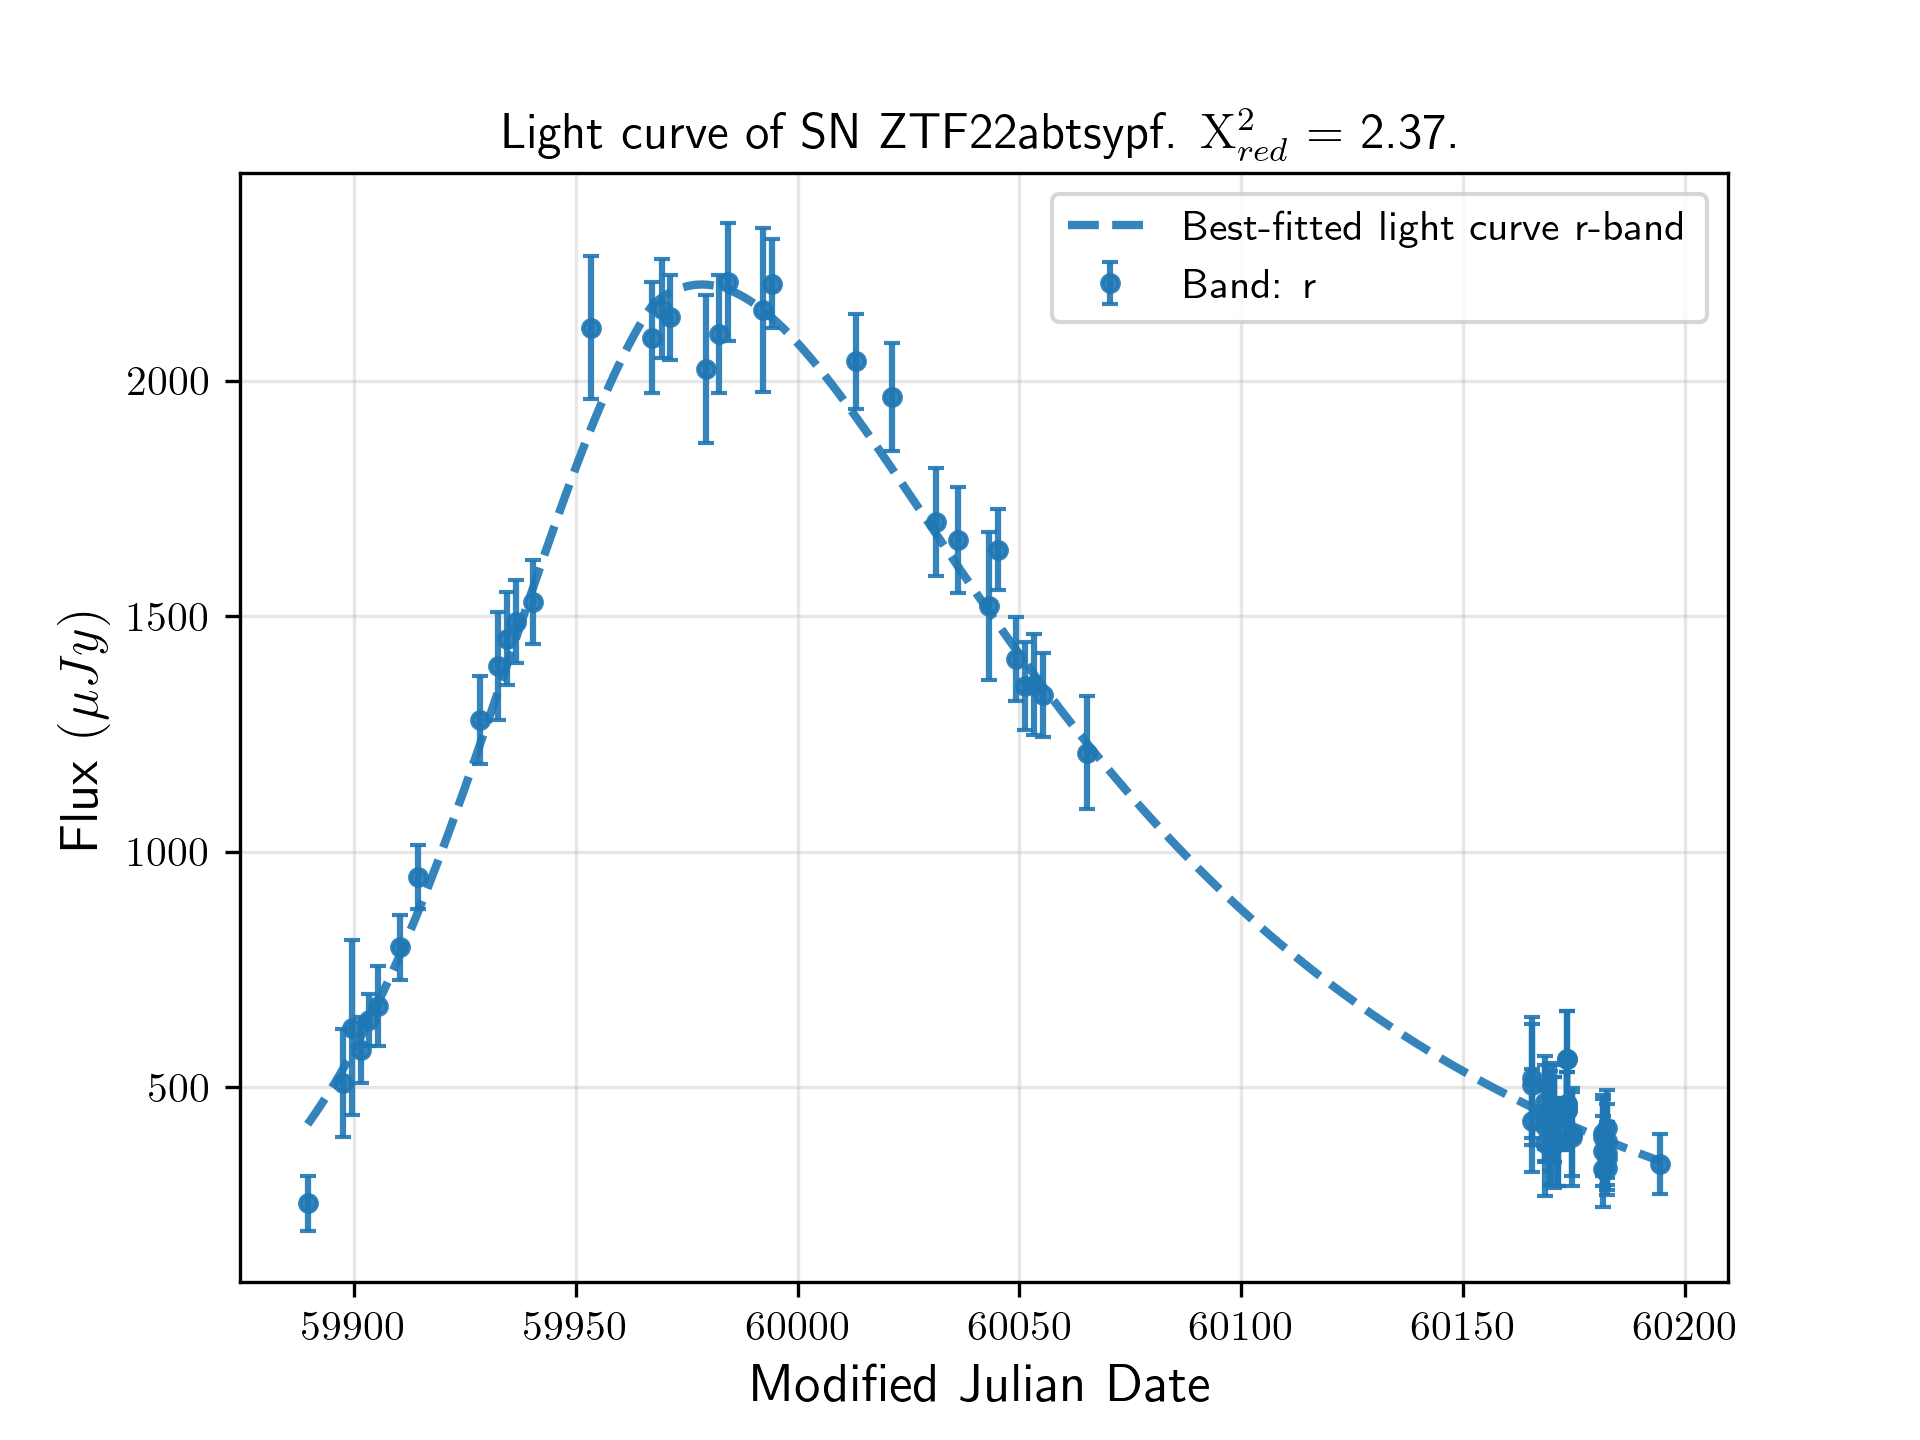 Light curve of SN ZTF22abtsypf. X²_red = 2.37.
Best-fitted light curve r-band
Band: r
Flux (μJy)
2000
1500
1000
500
59900 59950 60000 60050 60100 60150 60200
Modified Julian Date